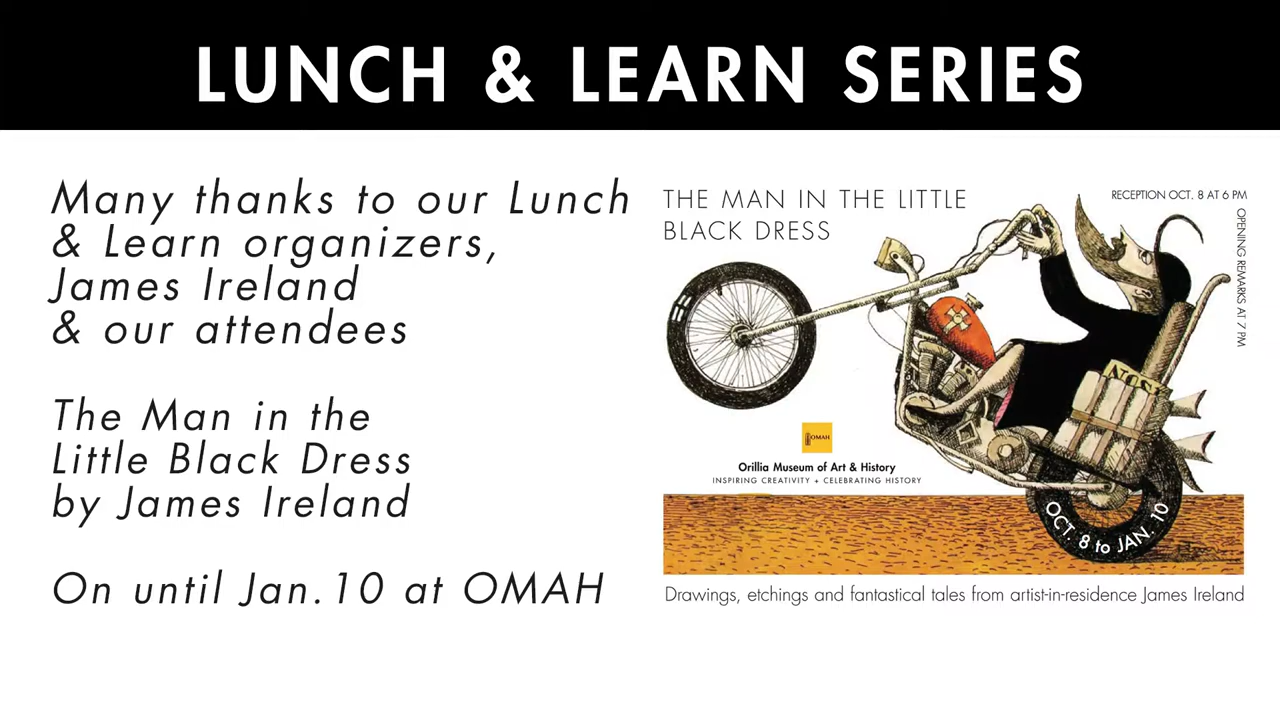 LUNCH & LEARN SERIES
Many thanks to our Lunch
& Learn organizers,
James Ireland
& our attendees
The Man in the
Little Black Dress
by James Ireland
On until Jan.10 at OMAH
THE MAN IN THE LITTLE
BLACK DRESS
RECEPTION OCT. 8 AT 6 PM
OPENING REMARKS AT 7 PM
OMAH
Orillia Museum of Art & History
INSPIRING CREATIVITY + CELEBRATING HISTORY
OCT. 8 to JAN. 10
Drawings, etchings and fantastical tales from artist-in-residence James Ireland